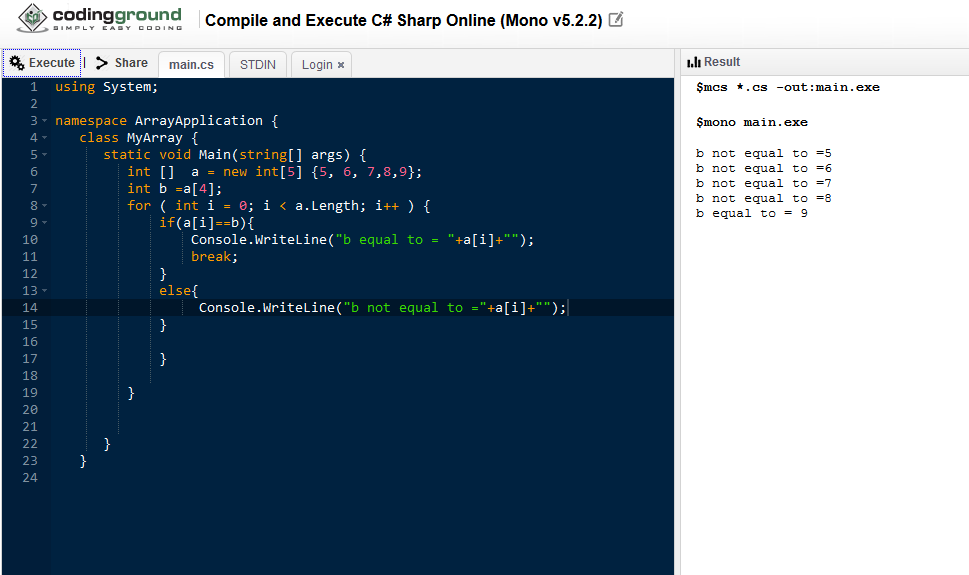 codingground
SIMPLY EASY CODING
Compile and Execute C# Sharp Online (Mono v5.2.2)
Execute | > Share main.cs STDIN Login ×
Result
1 using System;
2
3 namespace ArrayApplication {
4 class MyArray {
5 static void Main(string[] args) {
6 int [] a = new int[5] {5, 6, 7,8,9};
7 int b =a[4];
8 for ( int i = 0; i < a.Length; i++ ) {
9 if(a[i]==b){
10 Console.WriteLine("b equal to = "+a[i]+"");
11 break;
12 }
13 else{
14 Console.WriteLine("b not equal to ="+a[i]+"");
15 }
16
17 }
18
19 }
20
21
22 }
23 }
24
$mcs *.cs -out:main.exe
$mono main.exe
b not equal to =5
b not equal to =6
b not equal to =7
b not equal to =8
b equal to = 9